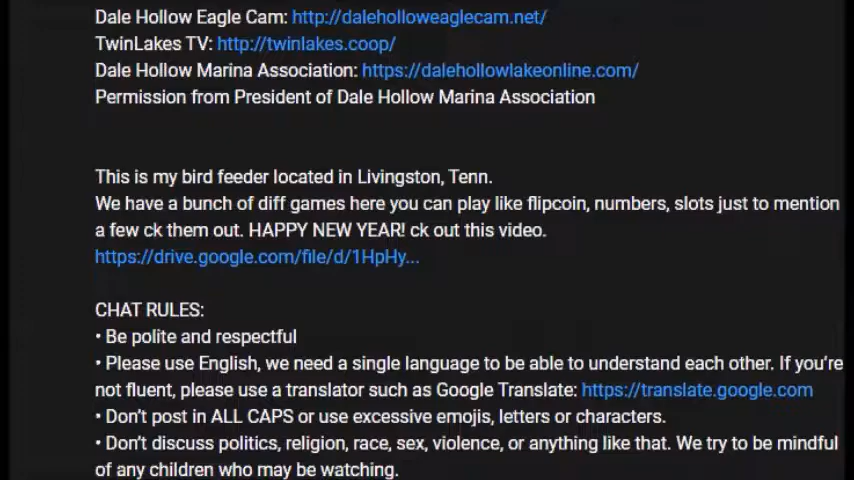 Dale Hollow Eagle Cam: http://daleholloweaglecam.net/
TwinLakes TV: http://twinlakes.coop/
Dale Hollow Marina Association: https://dalehollowlakeonline.com/
Permission from President of Dale Hollow Marina Association
This is my bird feeder located in Livingston, Tenn.
We have a bunch of diff games here you can play like flipcoin, numbers, slots just to mention
a few ck them out. HAPPY NEW YEAR! ck out this video.
https://drive.google.com/file/d/1HpHy...
CHAT RULES:
• Be polite and respectful
• Please use English, we need a single language to be able to understand each other. If you're
not fluent, please use a translator such as Google Translate: https://translate.google.com
• Don't post in ALL CAPS or use excessive emojis, letters or characters.
• Don't discuss politics, religion, race, sex, violence, or anything like that. We try to be mindful
of any children who may be watching.